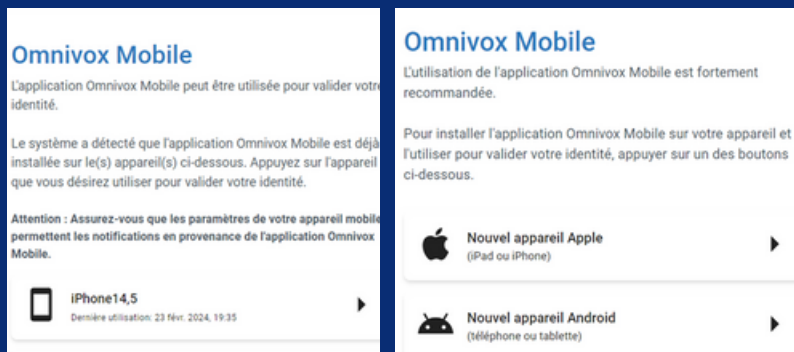 Omnivox Mobile
L'application Omnivox Mobile peut être utilisée pour valider votre
identité.
Le système a détecté que l'application Omnivox Mobile est déjà
installée sur le(s) appareil(s) ci-dessous. Appuyez sur l'appareil
que vous désirez utiliser pour valider votre identité.
Attention : Assurez-vous que les paramètres de votre appareil mobile
permettent les notifications en provenance de l'application Omnivox
Mobile.
iPhone14,5
Dernière utilisation: 23 févr. 2024, 19:35
Omnivox Mobile
L'utilisation de l'application Omnivox Mobile est fortement
recommandée.
Pour installer l'application Omnivox Mobile sur votre appareil et
l'utiliser pour valider votre identité, appuyer sur un des boutons
ci-dessous.
Nouvel appareil Apple
(iPad ou iPhone)
Nouvel appareil Android
(téléphone ou tablette)